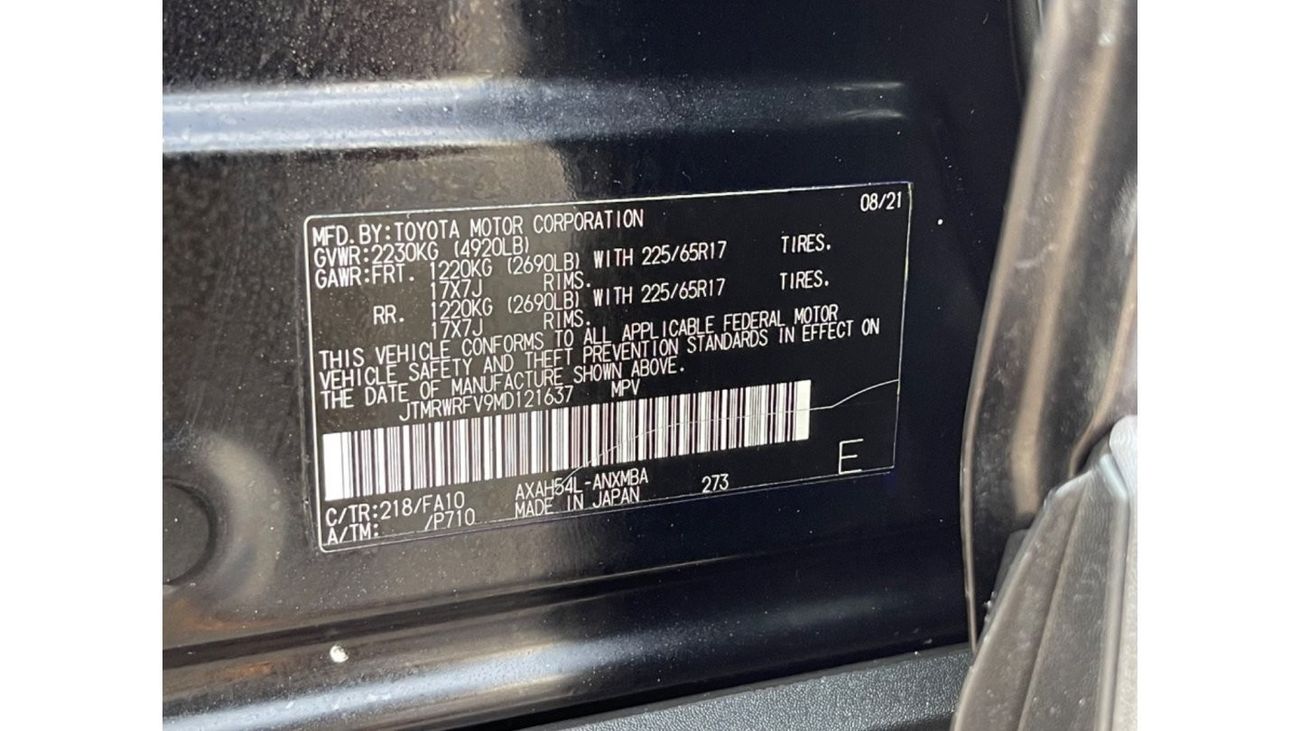 08/21
MFD.BY:TOYOTA MOTOR CORPORATION
GVWR:2230KG (4920LB)
GAWR:FRT. 1220KG (2690LB) WITH 225/65R17 TIRES.
17X7J RIMS.
RR. 1220KG (2690LB) WITH 225/65R17 TIRES.
17X7J RIMS.
THIS VEHICLE CONFORMS TO ALL APPLICABLE FEDERAL MOTOR
VEHICLE SAFETY AND THEFT PREVENTION STANDARDS IN EFFECT ON
THE DATE OF MANUFACTURE SHOWN ABOVE.
JTMRWRFV9MD121637 MPV
E
C/TR:218/FA10 AXAH54L-ANXMBA 273
A/TM: /P710 MADE IN JAPAN